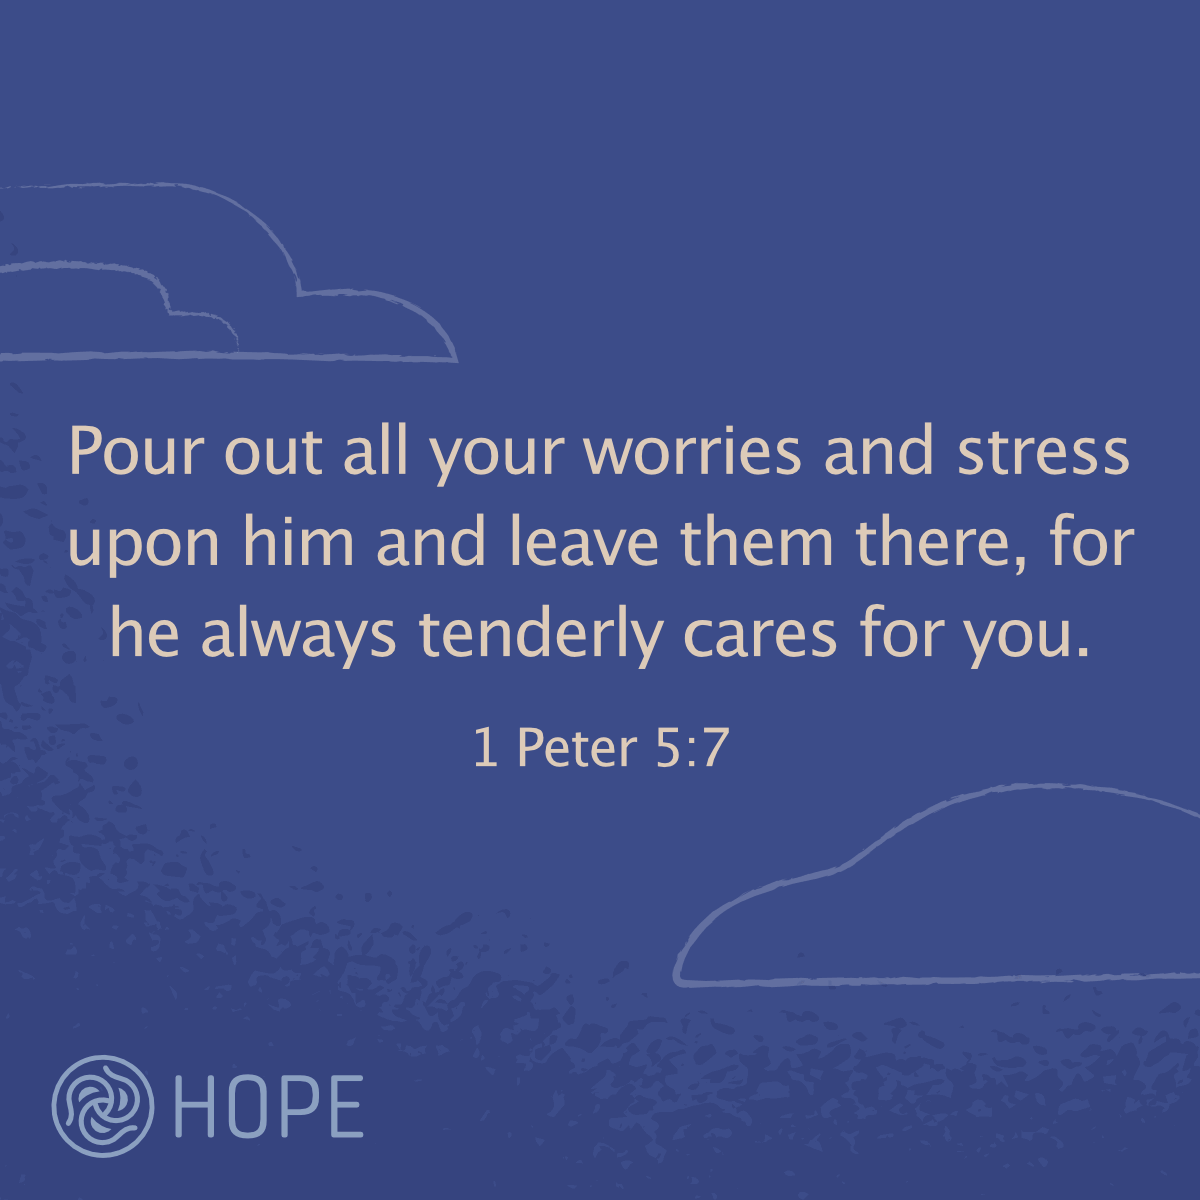 Pour out all your worries and stress
upon him and leave them there, for
he always tenderly cares for you.
1 Peter 5:7
HOPE